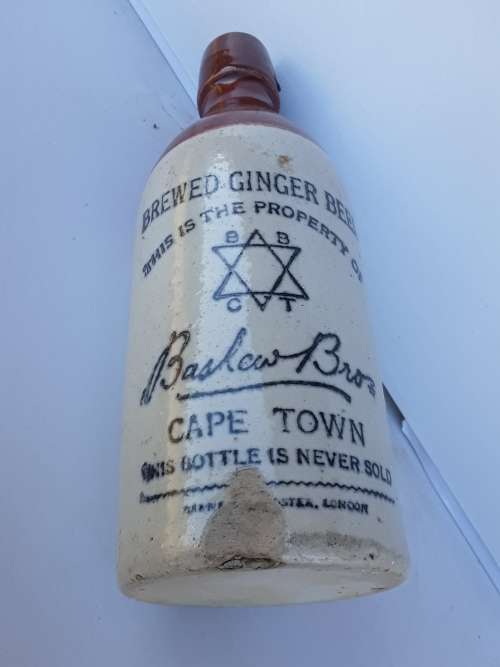 BREWED GINGER BEER
THIS IS THE PROPERTY OF
B B
C T
Baskew Bros
CAPE TOWN
THIS BOTTLE IS NEVER SOLD
LONDON